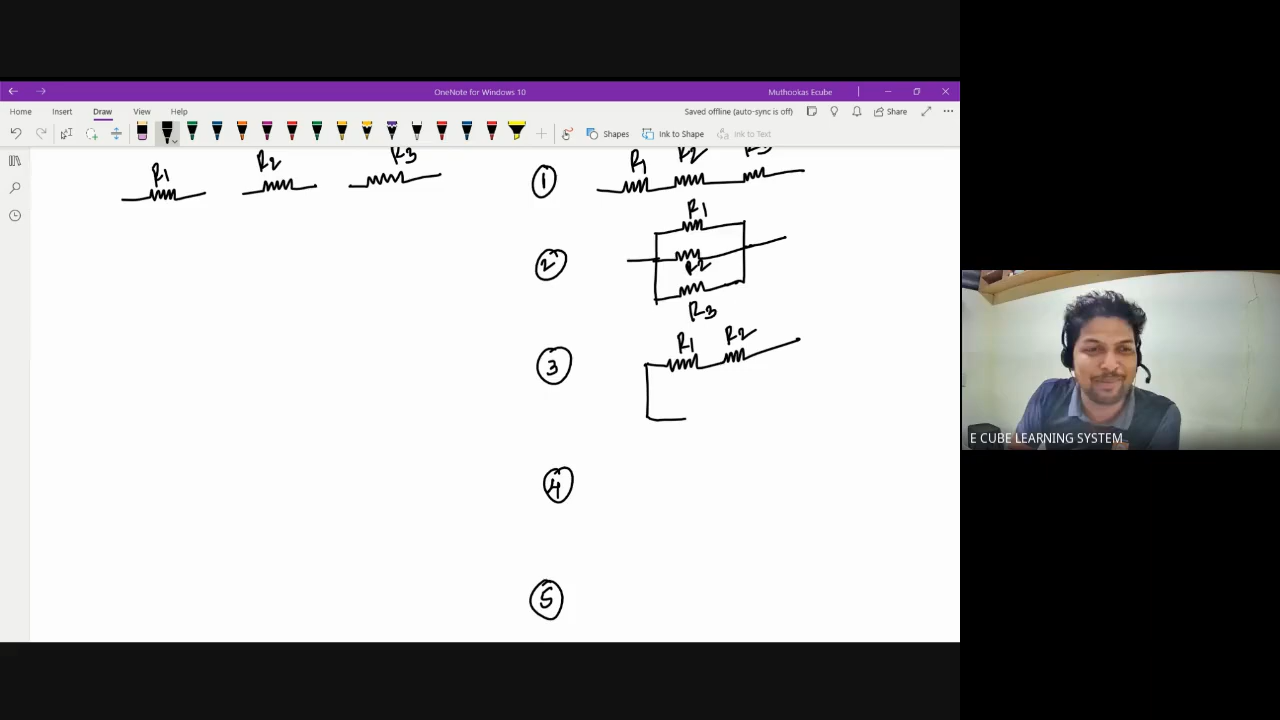 OneNote for Windows 10
Muthookas Ecube
Home Insert Draw View Help
Saved offline (auto-sync is off)
Share
Shapes
Ink to Shape
Ink to Text
R1 R2 R3
1 R1 R2 R3
2 R1
R2
R3
3 R1 R2
4
5
E CUBE LEARNING SYSTEM